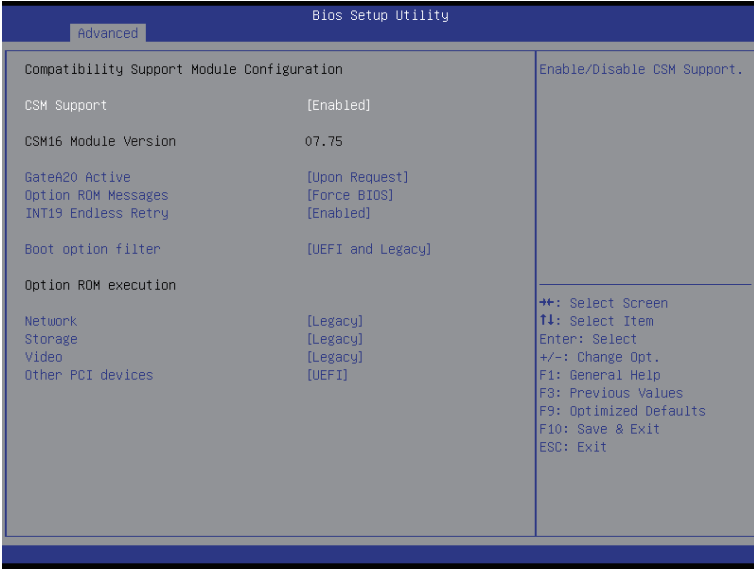 Bios Setup Utility
Advanced
Compatibility Support Module Configuration
CSM Support [Enabled]
CSM16 Module Version 07.75
GateA20 Active [Upon Request]
Option ROM Messages [Force BIOS]
INT19 Endless Retry [Enabled]
Boot option filter [UEFI and Legacy]
Option ROM execution
Network [Legacy]
Storage [Legacy]
Video [Legacy]
Other PCI devices [UEFI]
Enable/Disable CSM Support.
→←: Select Screen
↑↓: Select Item
Enter: Select
+/-: Change Opt.
F1: General Help
F3: Previous Values
F9: Optimized Defaults
F10: Save & Exit
ESC: Exit